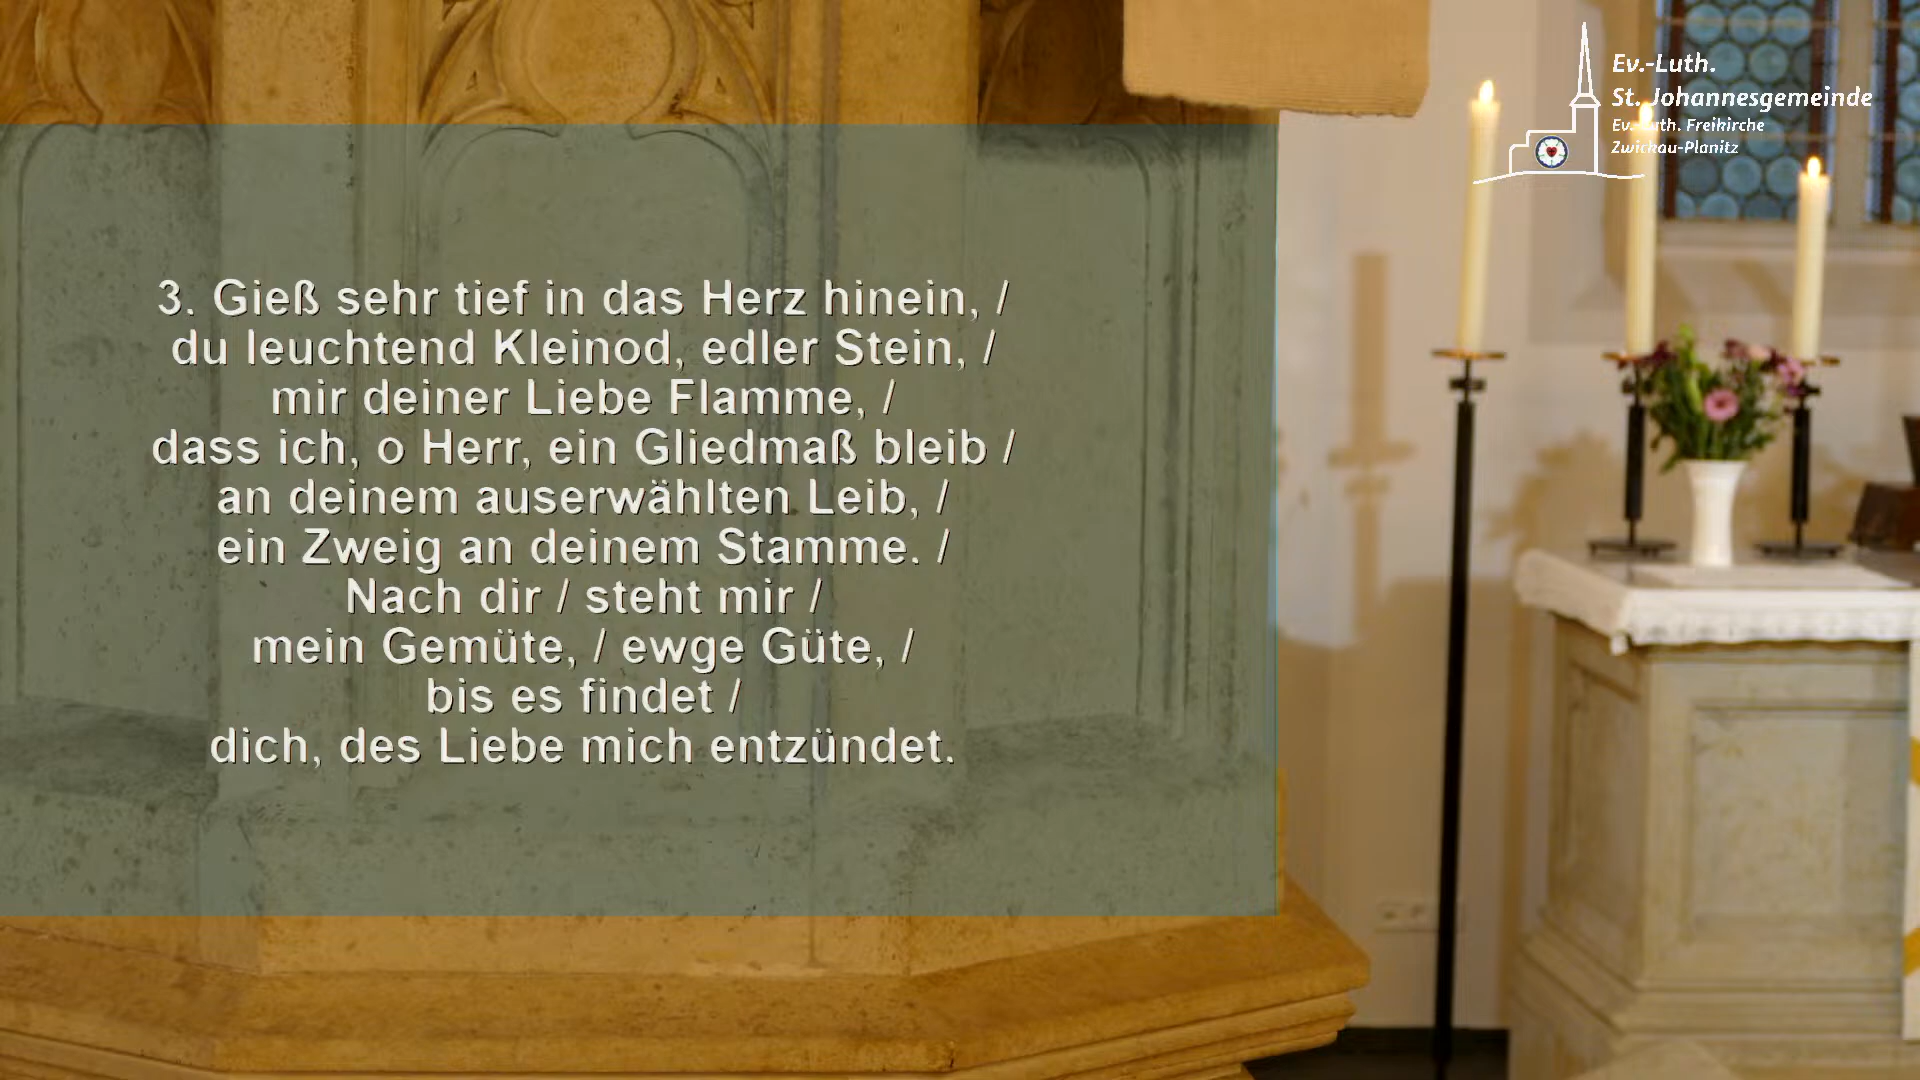 Ev.-Luth.
St. Johannesgemeinde
Ev.-Luth. Freikirche
Zwickau-Planitz
3. Gieß sehr tief in das Herz hinein, /
du leuchtend Kleinod, edler Stein, /
mir deiner Liebe Flamme, /
dass ich, o Herr, ein Gliedmaß bleib /
an deinem auserwählten Leib, /
ein Zweig an deinem Stamme. /
Nach dir / steht mir /
mein Gemüte, / ewge Güte, /
bis es findet /
dich, des Liebe mich entzündet.